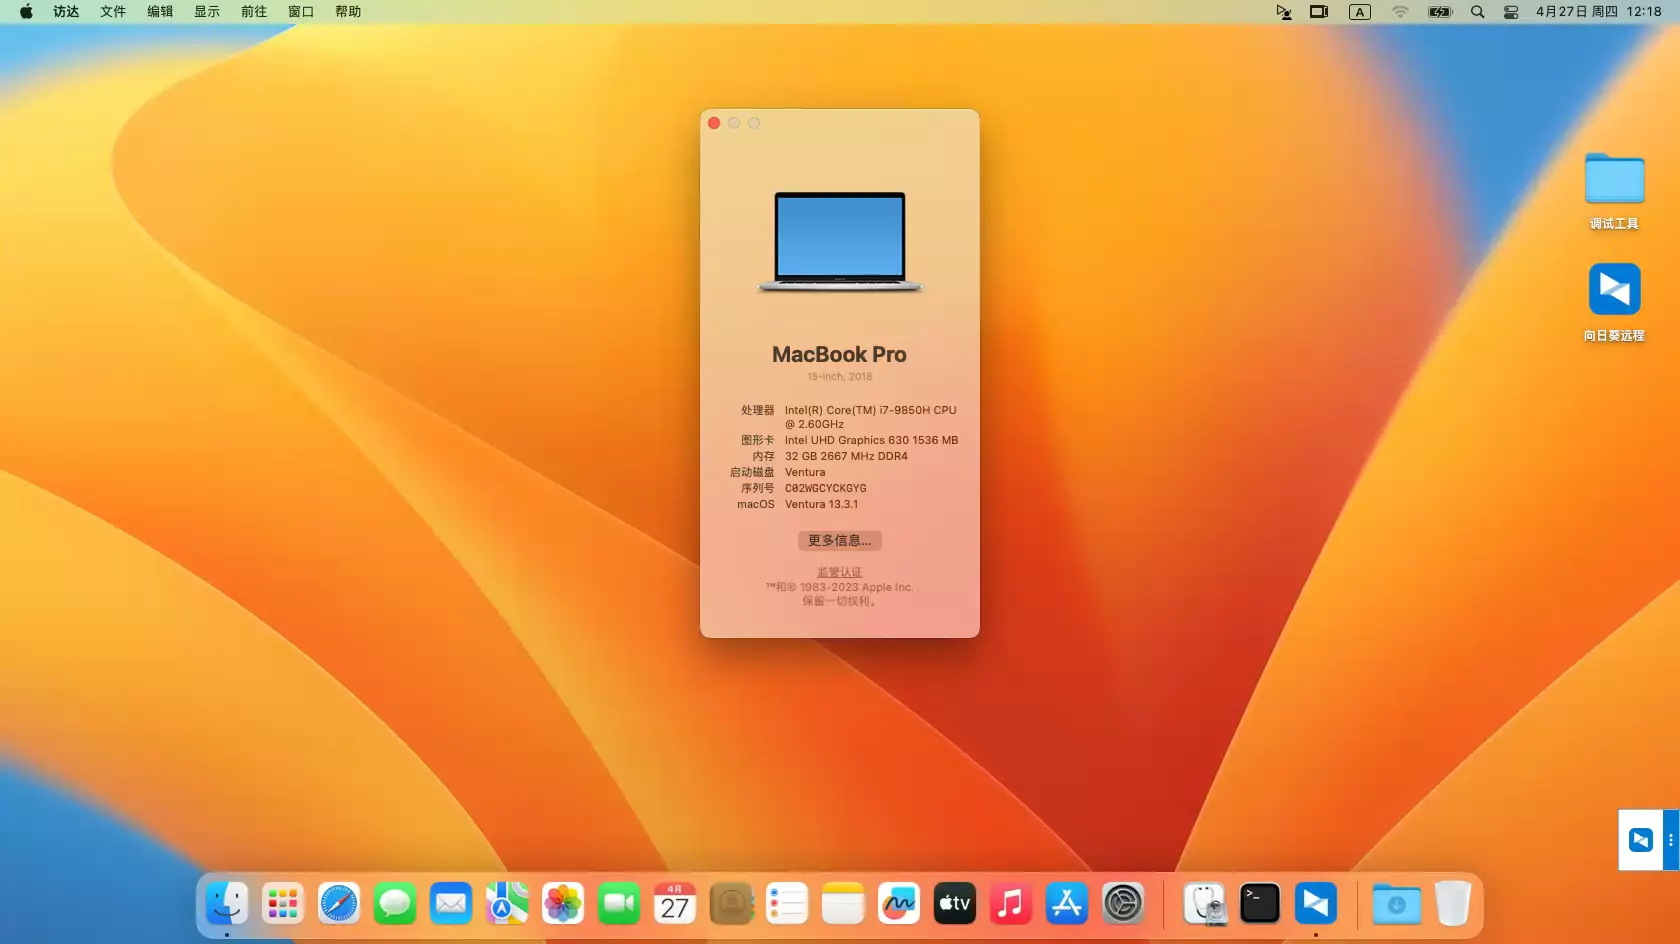 访达 文件 编辑 显示 前往 窗口 帮助 A 4月27日 周四 12:18
调试工具
向日葵远程
MacBook Pro
15-inch, 2018
处理器 Intel(R) Core(TM) i7-9850H CPU
@ 2.60GHz
图形卡 Intel UHD Graphics 630 1536 MB
内存 32 GB 2667 MHz DDR4
启动磁盘 Ventura
序列号 C02WGCYCKGYG
macOS Ventura 13.3.1
更多信息...
监管认证
™和© 1983-2023 Apple Inc.
保留一切权利。
4月
27
tv
>_